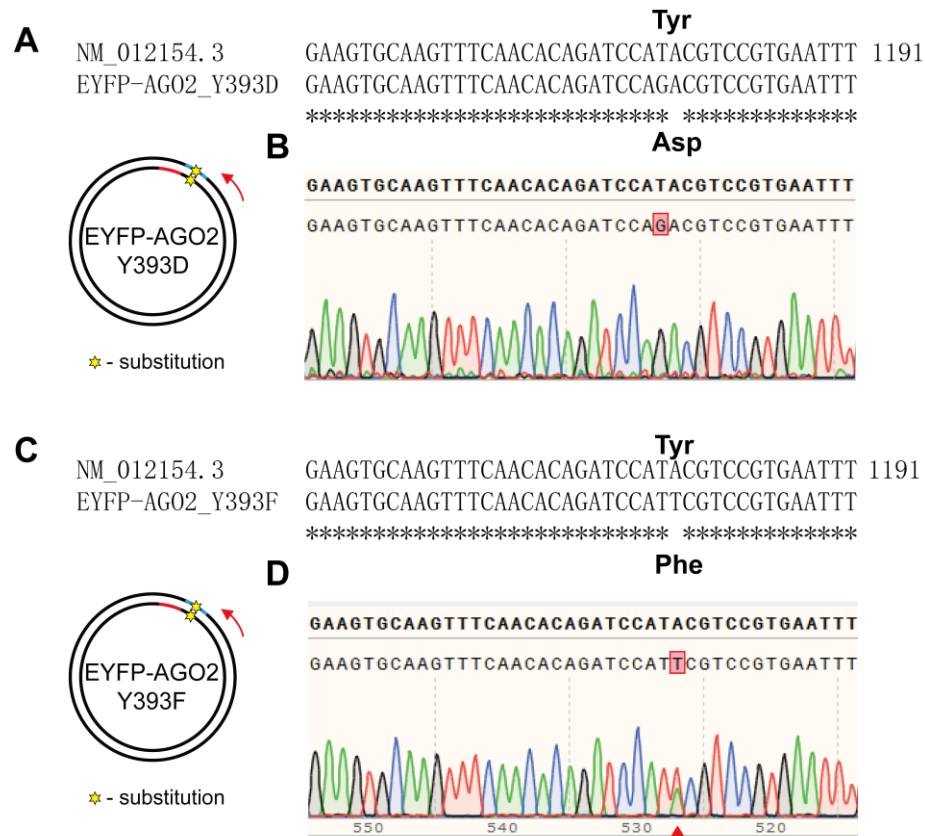 A
Tyr
NM_012154.3 GAAGTGCAAGTTTCAACACAGATCCATACGTCCGTGAATTT 1191
EYFP-AGO2_Y393D GAAGTGCAAGTTTCAACACAGATCCAGACGTCCGTGAATTT
************************** **************
B
Asp
GAAGTGCAAGTTTCAACACAGATCCATACGTCCGTGAATTT
GAAGTGCAAGTTTCAACACAGATCCAGACGTCCGTGAATTT
EYFP-AGO2
Y393D
- substitution
C
Tyr
NM_012154.3 GAAGTGCAAGTTTCAACACAGATCCATACGTCCGTGAATTT 1191
EYFP-AGO2_Y393F GAAGTGCAAGTTTCAACACAGATCCATTCGTCCGTGAATTT
*************************** *************
D
Phe
GAAGTGCAAGTTTCAACACAGATCCATACGTCCGTGAATTT
GAAGTGCAAGTTTCAACACAGATCCATTCGTCCGTGAATTT
EYFP-AGO2
Y393F
- substitution
550 540 530 520